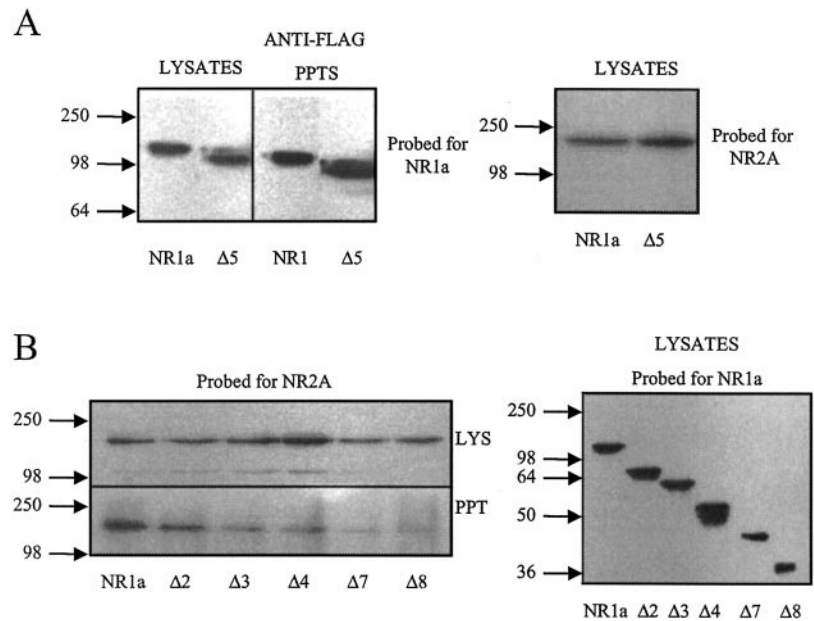 A
ANTI-FLAG
LYSATES PPTS
250
98
64
Probed for
NR1a
NR1a Δ5 NR1 Δ5
LYSATES
250
98
Probed for
NR2A
NR1a Δ5
B
Probed for NR2A
250
98
LYS
250
98
PPT
NR1a Δ2 Δ3 Δ4 Δ7 Δ8
LYSATES
Probed for NR1a
250
98
64
50
36
NR1a Δ2 Δ3 Δ4 Δ7 Δ8